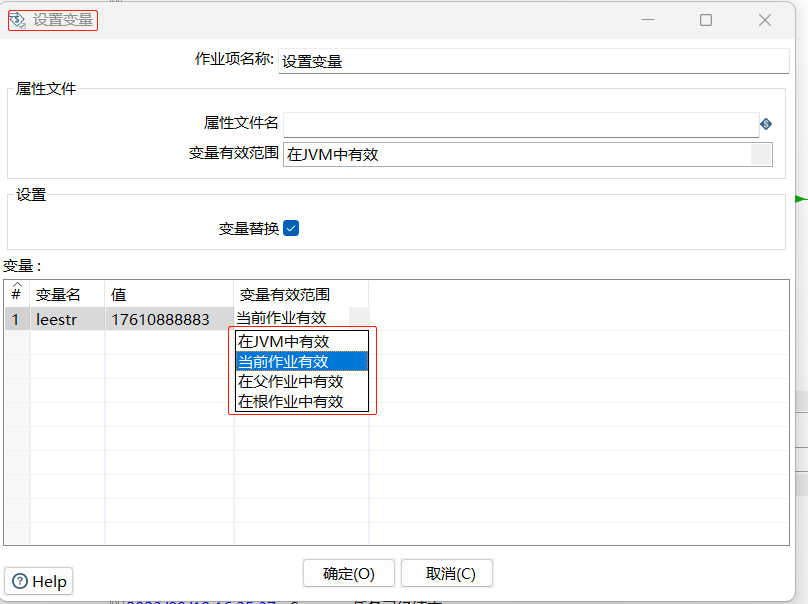 设置变量
作业项名称: 设置变量
属性文件
属性文件名
变量有效范围 在JVM中有效
设置
变量替换
变量 :
# 变量名 值 变量有效范围
1 leestr 17610888883 当前作业有效
在JVM中有效
当前作业有效
在父作业中有效
在根作业中有效
确定(O) 取消(C)
Help